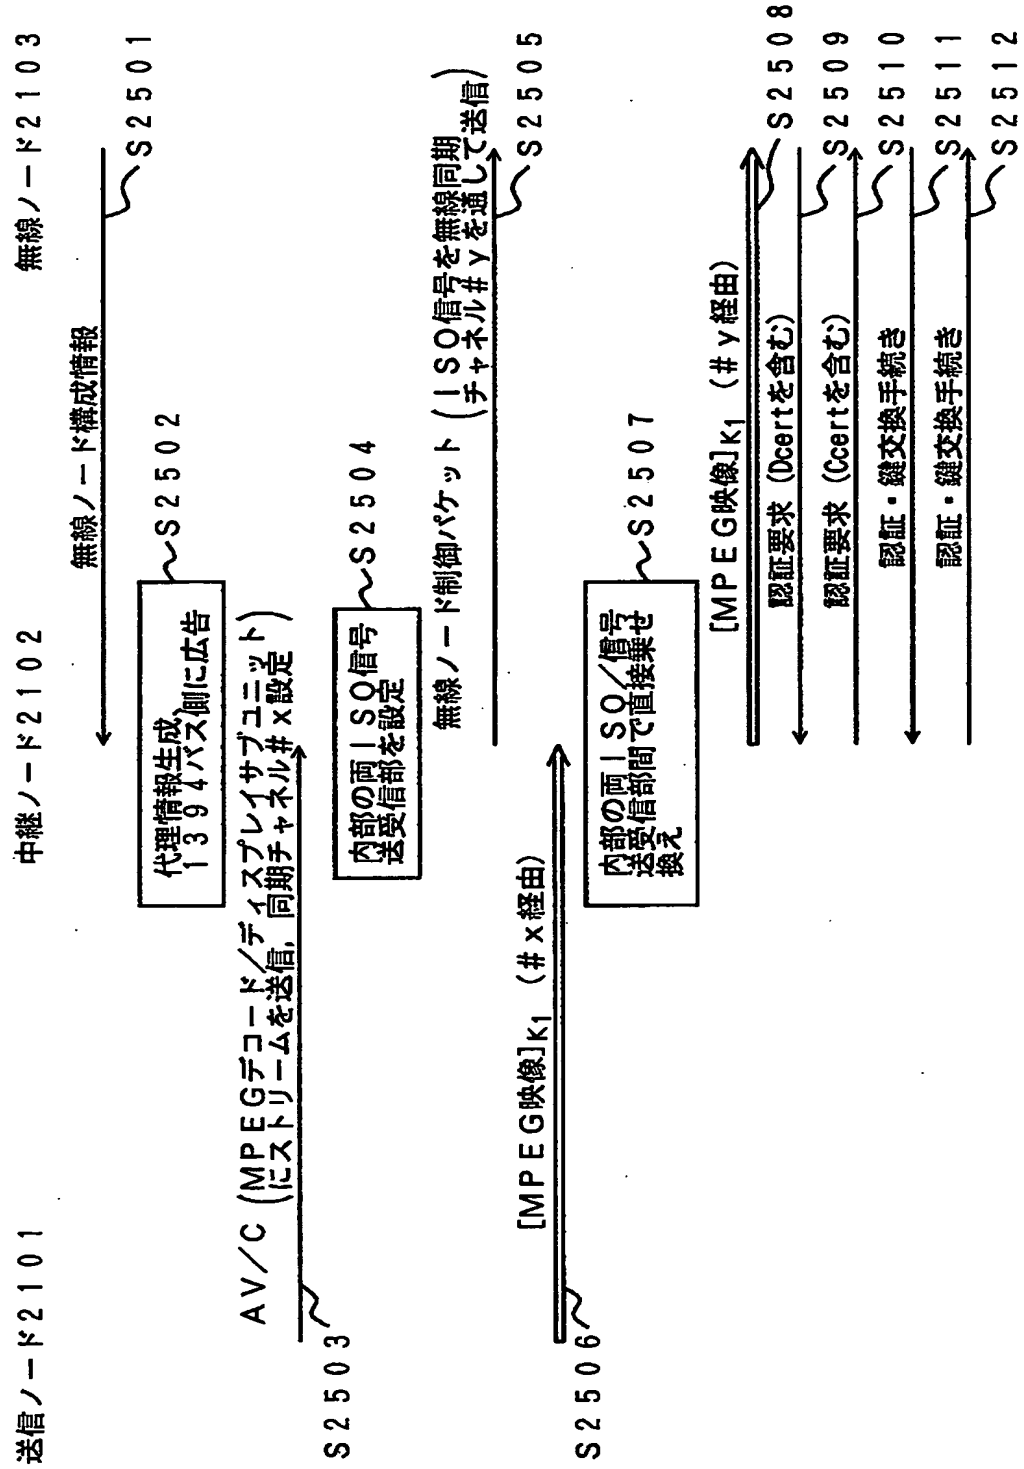 送信ノード2101
中継ノード2102
無線ノード2103
無線ノード構成情報
S2501
代理情報生成、
1394バス側に広告
S2502
AV/C(MPEGデコード/ディスプレイサブユニット
にストリームを送信,同期チャネル#x設定)
S2503
内部の両ISO信号
送受信部を設定
S2504
無線ノード制御パケット(ISO信号を無線同期
チャネル#yを通して送信)
S2505
[MPEG映像]K1 (#x経由)
S2506
内部の両ISO/信号
送受信部間で直接乗せ
換え
S2507
[MPEG映像]K1 (#y経由)
S2508
認証要求(Dcertを含む)
S2509
認証要求(Ccertを含む)
S2510
認証・鍵交換手続き
S2511
認証・鍵交換手続き
S2512